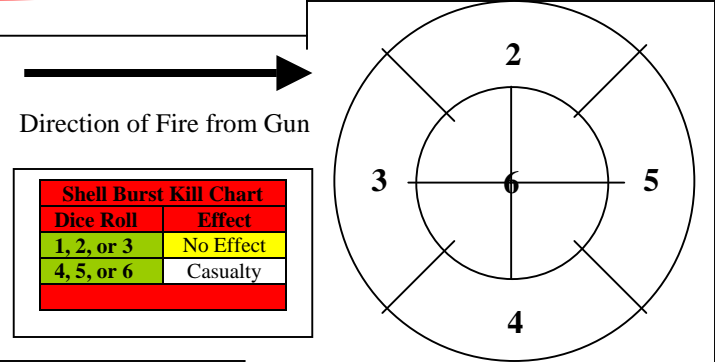 Direction of Fire from Gun
Shell Burst Kill Chart
Dice Roll Effect
1, 2, or 3 No Effect
4, 5, or 6 Casualty
2
3 6 5
4